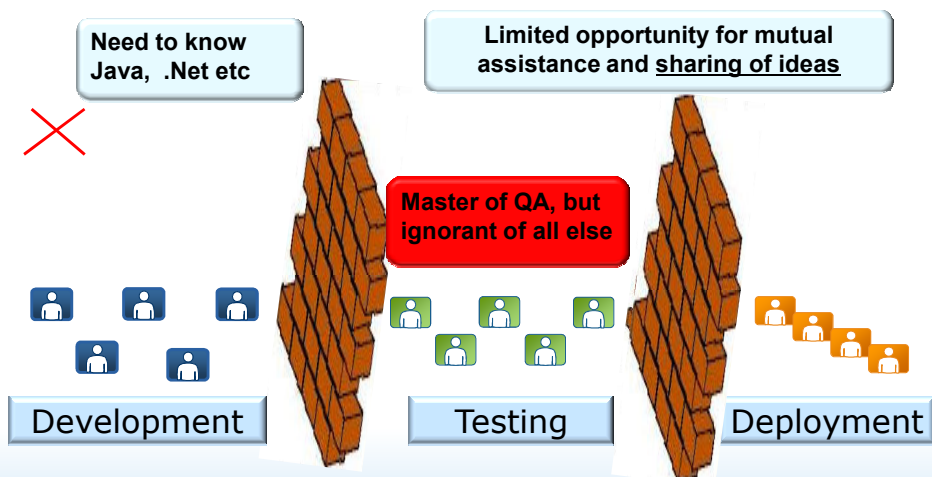 Need to know
Java, .Net etc
Limited opportunity for mutual
assistance and sharing of ideas
Master of QA, but
ignorant of all else
Development
Testing
Deployment